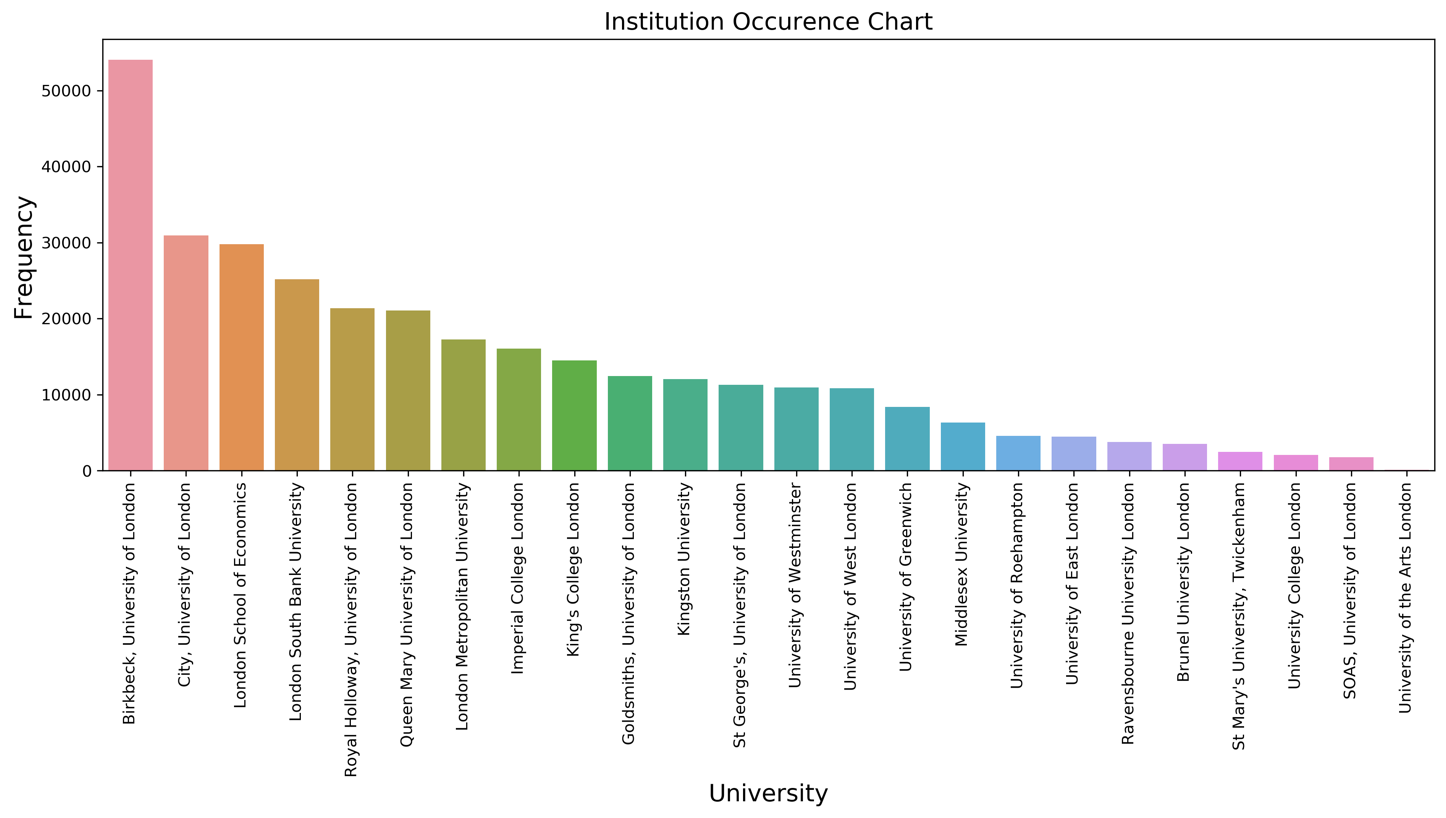 Institution Occurence Chart
Frequency
50000
40000
30000
20000
10000
0
Birkbeck, University of London
City, University of London
London School of Economics
London South Bank University
Royal Holloway, University of London
Queen Mary University of London
London Metropolitan University
Imperial College London
King's College London
Goldsmiths, University of London
Kingston University
St George's, University of London
University of Westminster
University of West London
University of Greenwich
Middlesex University
University of Roehampton
University of East London
Ravensbourne University London
Brunel University London
St Mary's University, Twickenham
University College London
SOAS, University of London
University of the Arts London
University